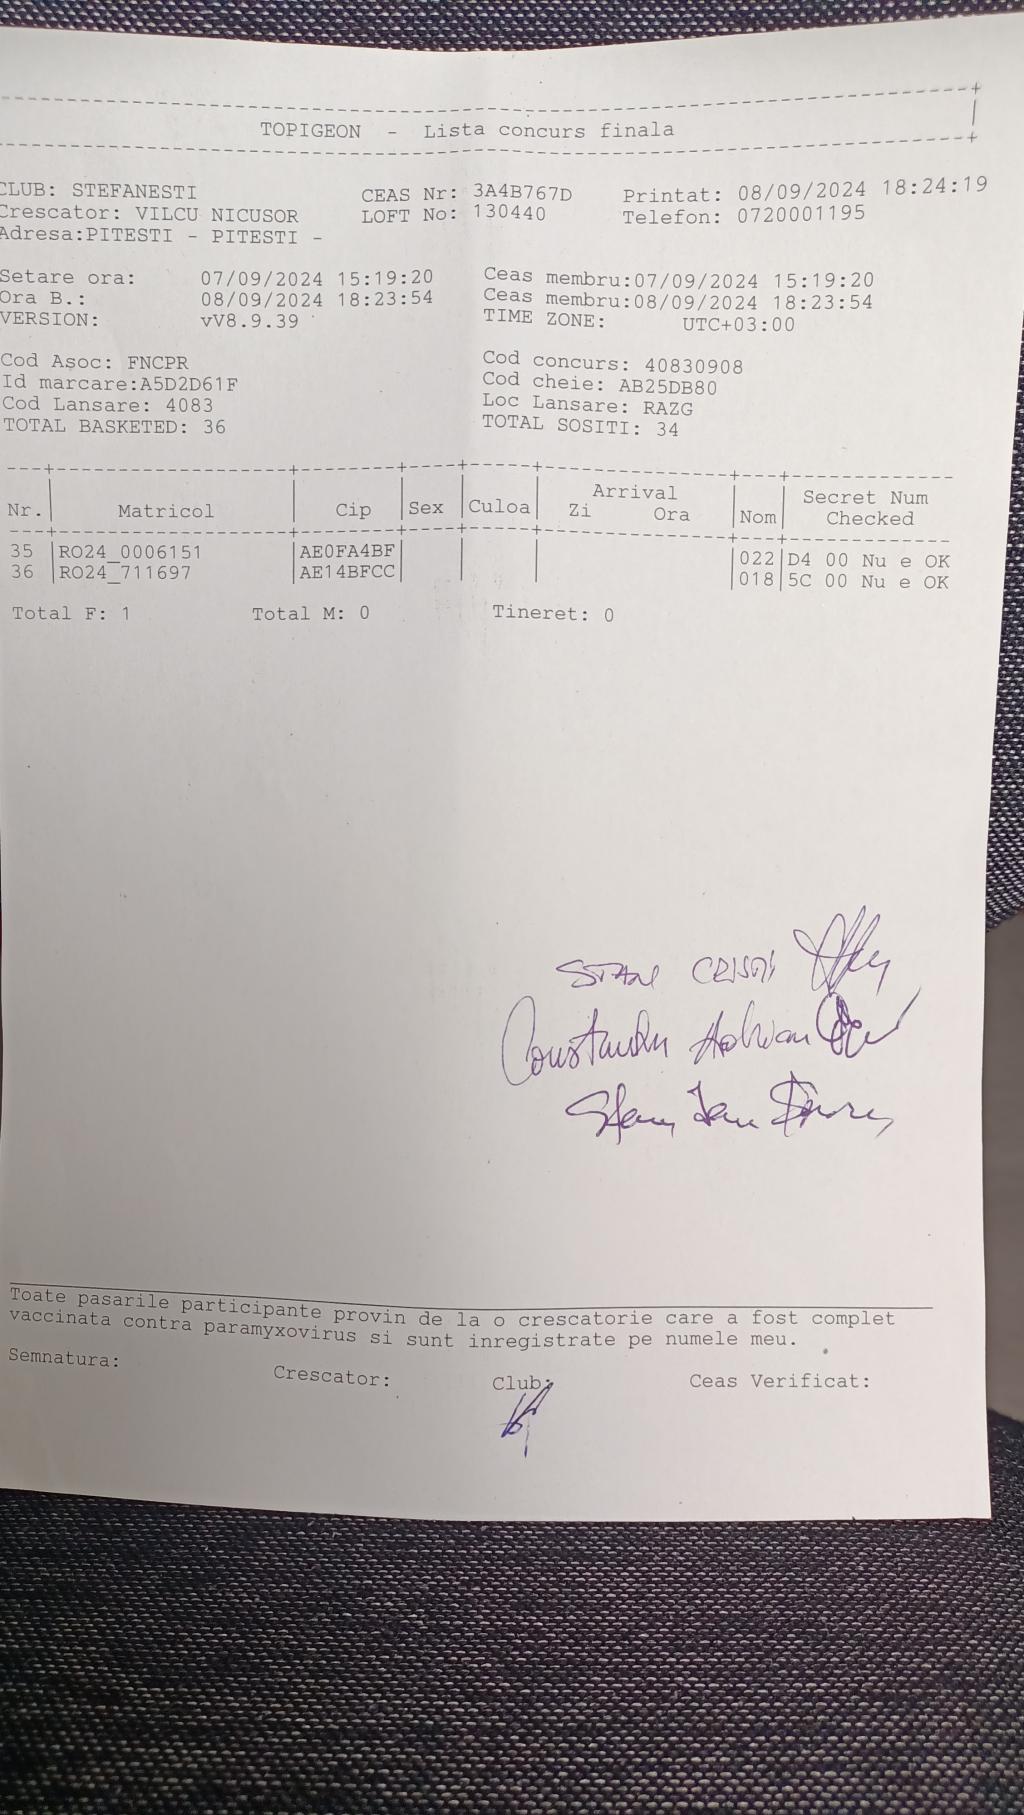 TOPIGEON - Lista concurs finala
CLUB: STEFANESTI CEAS Nr: 3A4B767D Printat: 08/09/2024 18:24:19
Crescator: VILCU NICUSOR LOFT No: 130440 Telefon: 0720001195
Adresa:PITESTI - PITESTI -
Setare ora: 07/09/2024 15:19:20 Ceas membru:07/09/2024 15:19:20
Ora B.: 08/09/2024 18:23:54 Ceas membru:08/09/2024 18:23:54
VERSION: vV8.9.39 TIME ZONE: UTC+03:00
Cod Asoc: FNCPR Cod concurs: 40830908
Id marcare:A5D2D61F Cod cheie: AB25DB80
Cod Lansare: 4083 Loc Lansare: RAZG
TOTAL BASKETED: 36 TOTAL SOSITI: 34
Nr. Matricol Cip Sex Culoa Arrival Zi Ora Nom Secret Num Checked
35 RO24_0006151 AE0FA4BF 022 D4 00 Nu e OK
36 RO24_711697 AE14BFCC 018 5C 00 Nu e OK
Total F: 1 Total M: 0 Tineret: 0
STAN CRISTI
Constandin Adrian
Toate pasarile participante provin de la o crescatorie care a fost complet
vaccinata contra paramyxovirus si sunt inregistrate pe numele meu.
Semnatura: Crescator: Club: Ceas Verificat: